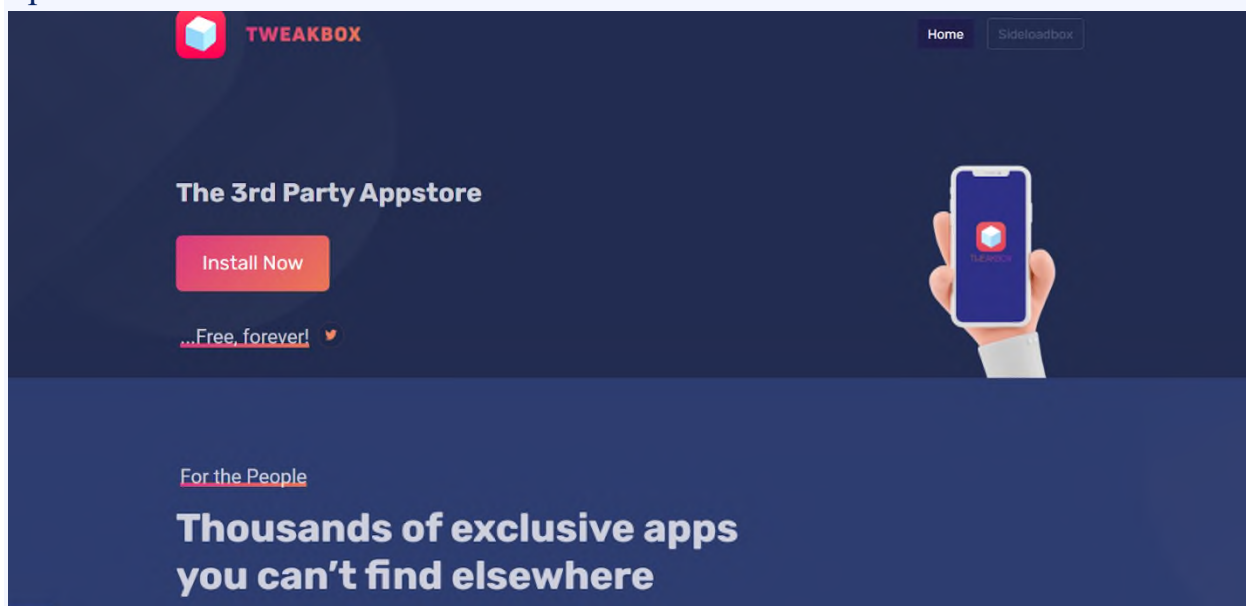 TWEAKBOX
Home
Sideloadbox
The 3rd Party Appstore
Install Now
TWEAKBOX
...Free, forever!
For the People
Thousands of exclusive apps
you can't find elsewhere